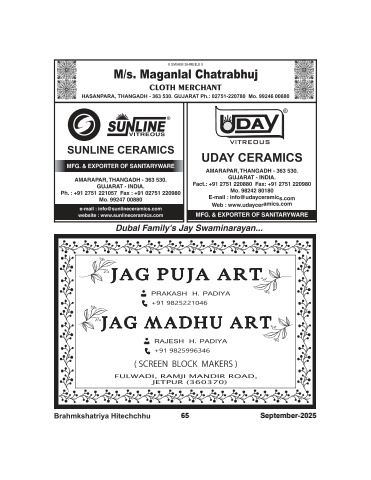 ॥ SWAMI SHREEJI ॥
M/s. Maganlal Chatrabhuj
CLOTH MERCHANT
HASANPARA, THANGADH - 363 530. GUJARAT Ph.: 02751-220780 Mo. 99246 00880
SUNLINE®
VITREOUS
SUNLINE CERAMICS
MFG. & EXPORTER OF SANITARYWARE
AMARAPAR, THANGADH - 363 530.
GUJARAT - INDIA.
Ph. : +91 2751 221057 Fax : +91 02751 220980
Mo. 99247 00880
e-mail : info@sunlineceramics.com
website : www.sunlineceramics.com
UDAY®
VITREOUS
UDAY CERAMICS
AMARAPAR, THANGADH - 363 530.
GUJARAT - INDIA.
Fact.: +91 2751 220880 Fax: +91 2751 220980
Mo. 98242 80180
E-mail : info@udayceramics.com
Web : www.udayceramics.com
MFG. & EXPORTER OF SANITARYWARE
Dubal Family's Jay Swaminarayan...
JAG PUJA ART
PRAKASH H. PADIYA
+91 9825221046
JAG MADHU ART
RAJESH H. PADIYA
+91 9825996346
( SCREEN BLOCK MAKERS )
FULWADI, RAMJI MANDIR ROAD,
JETPUR (360370)
Brahmkshatriya Hitechchhu 65 September-2025